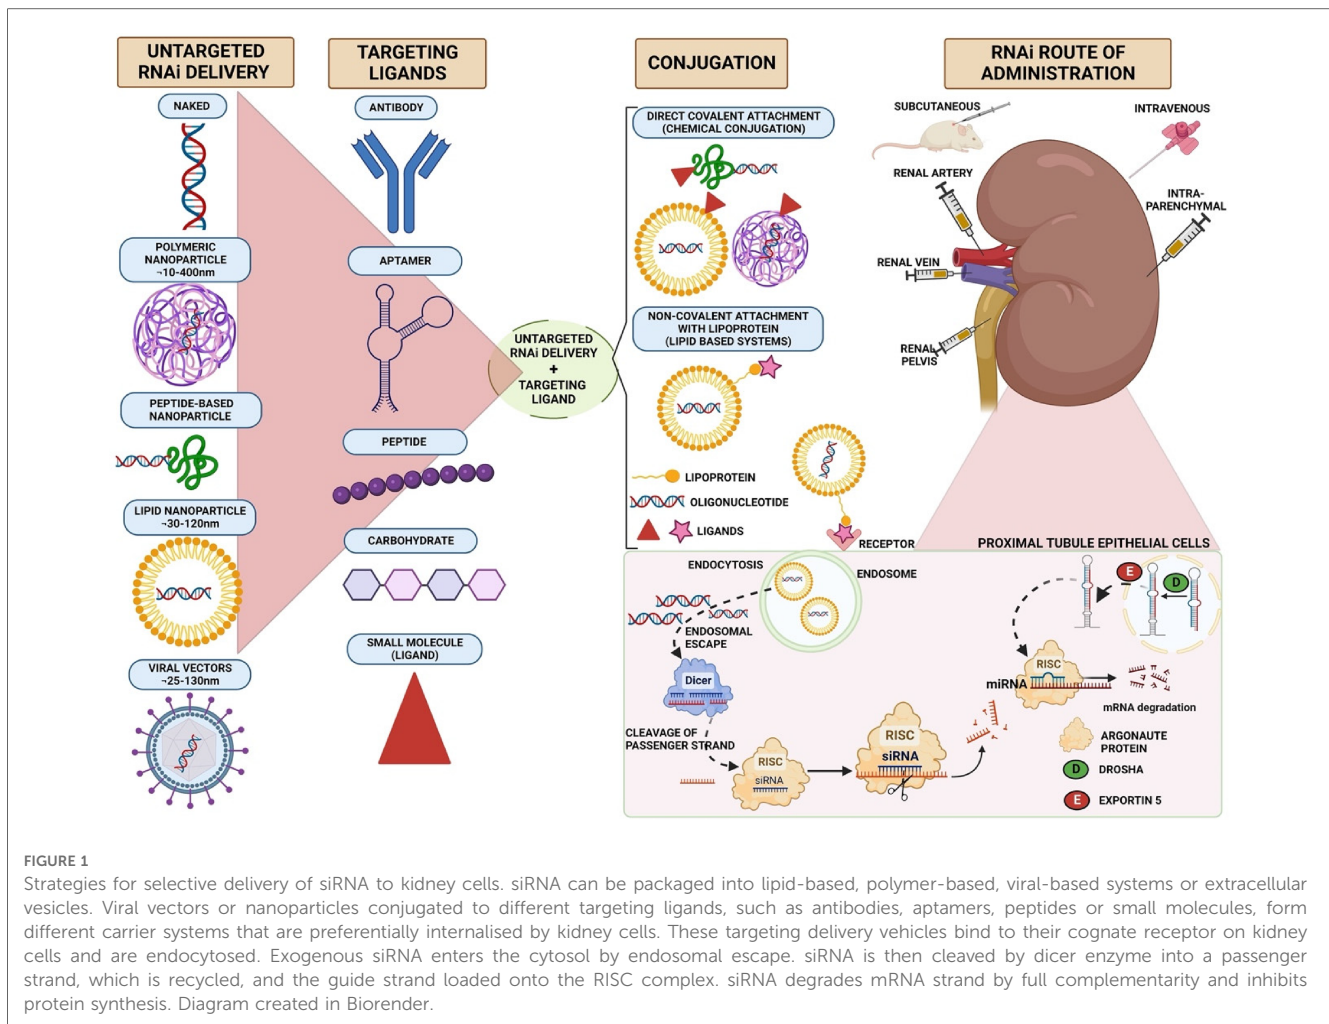 UNTARGETED
RNAi DELIVERY
NAKED
POLYMERIC
NANOPARTICLE
¬10-400nm
PEPTIDE-BASED
NANOPARTICLE
LIPID NANOPARTICLE
¬30-120nm
VIRAL VECTORS
¬25-130nm
TARGETING
LIGANDS
ANTIBODY
APTAMER
PEPTIDE
CARBOHYDRATE
SMALL MOLECULE
(LIGAND)
UNTARGETED
RNAi DELIVERY
+
TARGETING
LIGAND
CONJUGATION
DIRECT COVALENT ATTACHMENT
(CHEMICAL CONJUGATION)
NON-COVALENT ATTACHMENT
WITH LIPOPROTEIN
(LIPID BASED SYSTEMS)
LIPOPROTEIN
OLIGONUCLEOTIDE
LIGANDS
RECEPTOR
RNAi ROUTE OF
ADMINISTRATION
SUBCUTANEOUS
INTRAVENOUS
RENAL ARTERY
INTRA-
PARENCHYMAL
RENAL VEIN
RENAL
PELVIS
PROXIMAL TUBULE EPITHELIAL CELLS
ENDOCYTOSIS
ENDOSOME
ENDOSOMAL
ESCAPE
Dicer
CLEAVAGE OF
PASSENGER STRAND
RISC
siRNA
RISC
siRNA
E
D
RISC
miRNA
mRNA degradation
ARGONAUTE
PROTEIN
D DROSHA
E EXPORTIN 5
FIGURE 1
Strategies for selective delivery of siRNA to kidney cells. siRNA can be packaged into lipid-based, polymer-based, viral-based systems or extracellular
vesicles. Viral vectors or nanoparticles conjugated to different targeting ligands, such as antibodies, aptamers, peptides or small molecules, form
different carrier systems that are preferentially internalised by kidney cells. These targeting delivery vehicles bind to their cognate receptor on kidney
cells and are endocytosed. Exogenous siRNA enters the cytosol by endosomal escape. siRNA is then cleaved by dicer enzyme into a passenger
strand, which is recycled, and the guide strand loaded onto the RISC complex. siRNA degrades mRNA strand by full complementarity and inhibits
protein synthesis. Diagram created in Biorender.